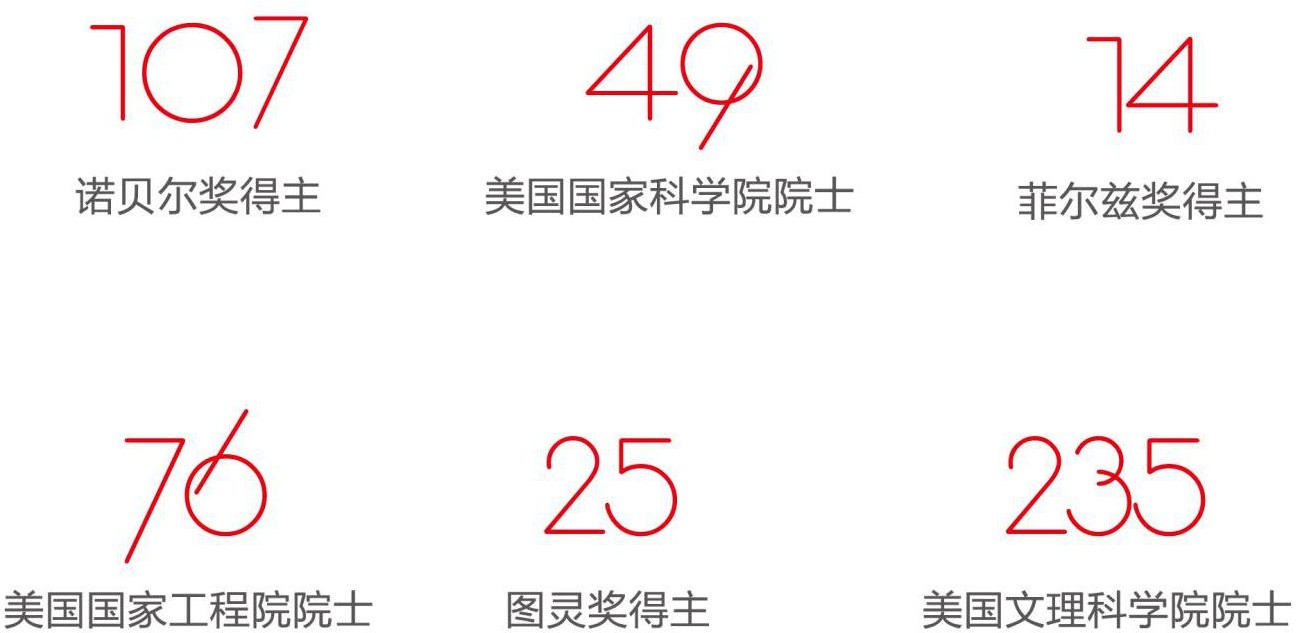 107
49
14
诺贝尔奖得主
美国国家科学院院士
菲尔兹奖得主
76
25
235
美国国家工程院院士
图灵奖得主
美国文理科学院院士